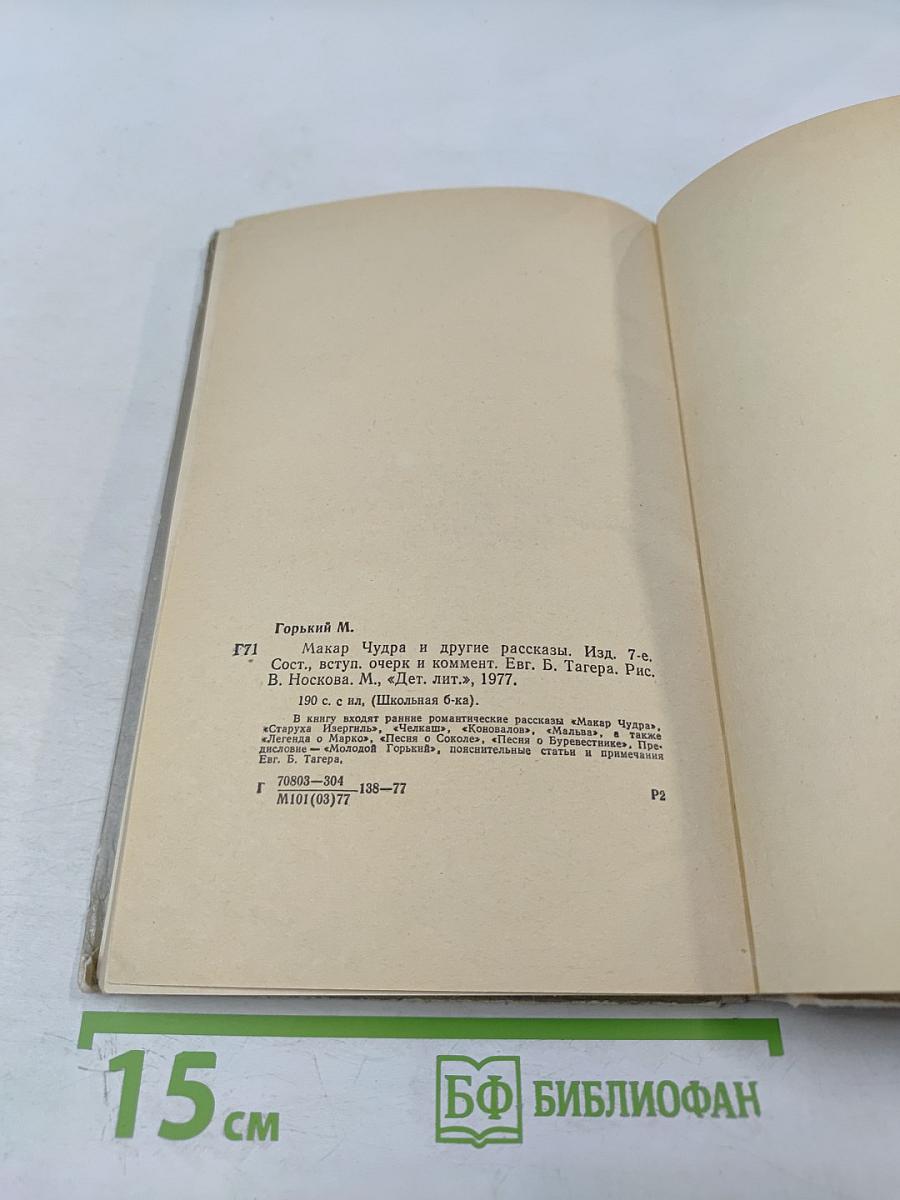 Горький М.
Г71 Макар Чудра и другие рассказы. Изд. 7-е.
Сост., вступ. очерк и коммент. Евг. Б. Тагера. Рис.
В. Носкова. М., «Дет. лит.», 1977.
190 с. с ил, (Школьная б-ка).
В книгу входят ранние романтические рассказы «Макар Чудра»,
«Старуха Изергиль», «Челкаш», «Коновалов», «Мальва», а также
«Легенда о Марко», «Песня о Соколе», «Песня о Буревестнике». Пре-
дисловие — «Молодой Горький», пояснительные статьи и примечания
Евг. Б. Тагера.
70803—304
Г 138—77
М101(03)77
Р2
15 см
БФ БИБЛИОФАН